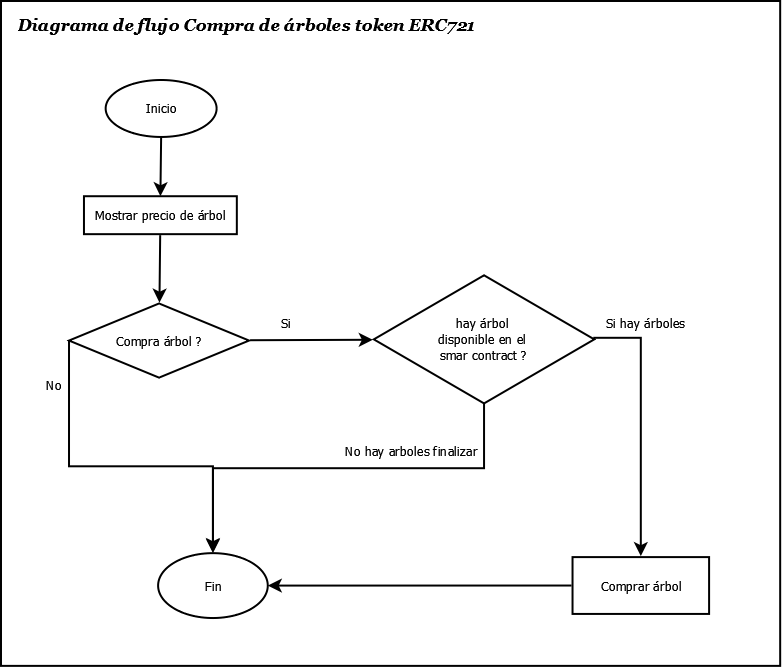 Diagrama de flujo Compra de árboles token ERC721
Inicio
Mostrar precio de árbol
Compra árbol ?
Si
hay árbol
disponible en el
smar contract ?
Si hay árboles
No
No hay arboles finalizar
Fin
Comprar árbol